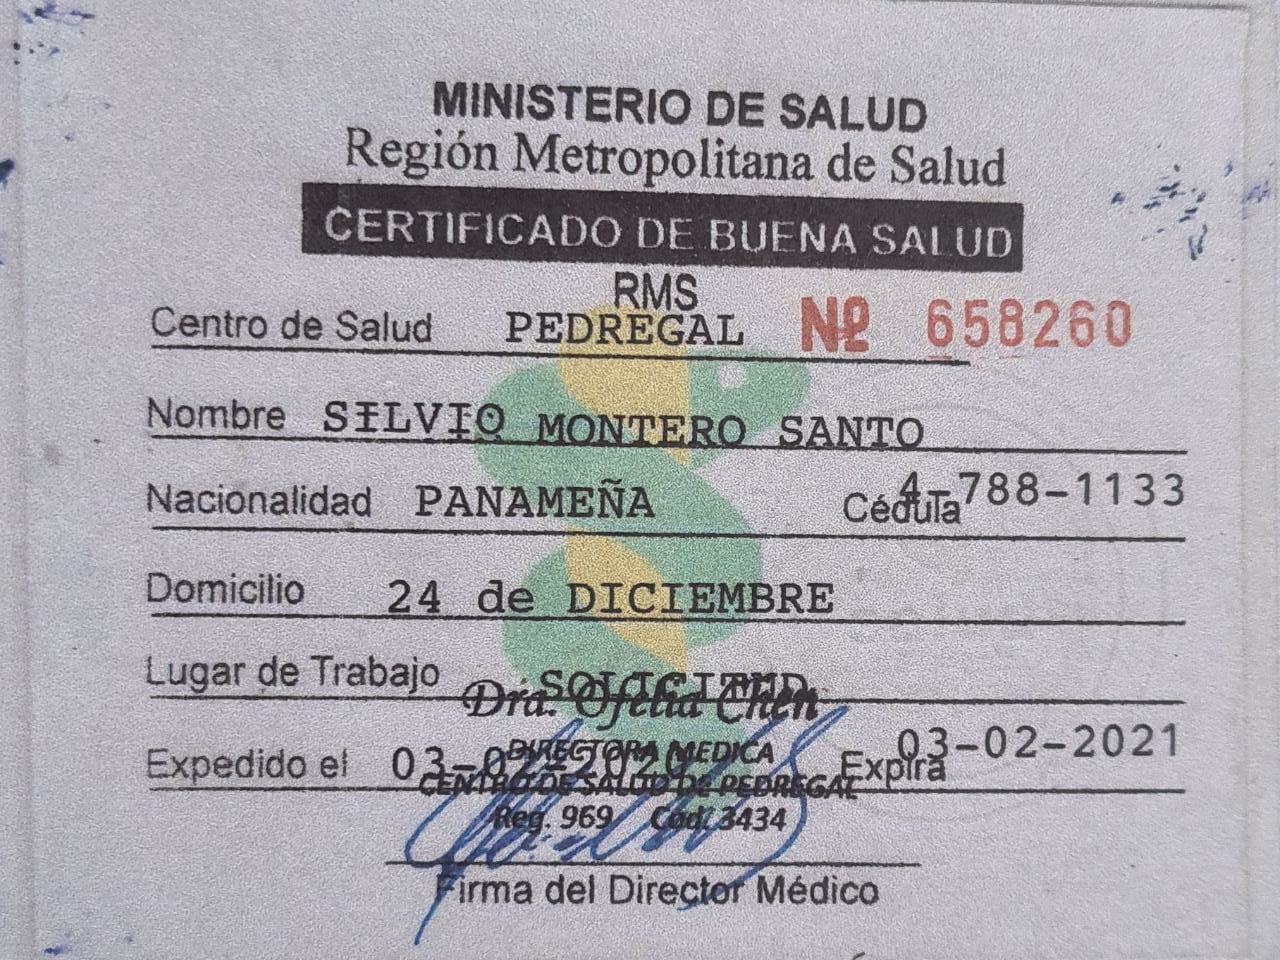 MINISTERIO DE SALUD
Región Metropolitana de Salud
CERTIFICADO DE BUENA SALUD
RMS
Centro de Salud PEDREGAL Nº 658260
Nombre SILVIO MONTERO SANTO
Nacionalidad PANAMEÑA Cédula 4-788-1133
Domicilio 24 de DICIEMBRE
Lugar de Trabajo SOLICITUD
Dra. Ofelia Chen
DIRECTORA MEDICA
Expedido el 03-02-2020 Expira 03-02-2021
CENTRO DE SALUD DE PEDREGAL
Reg. 969 Cod. 3434
Firma del Director Médico